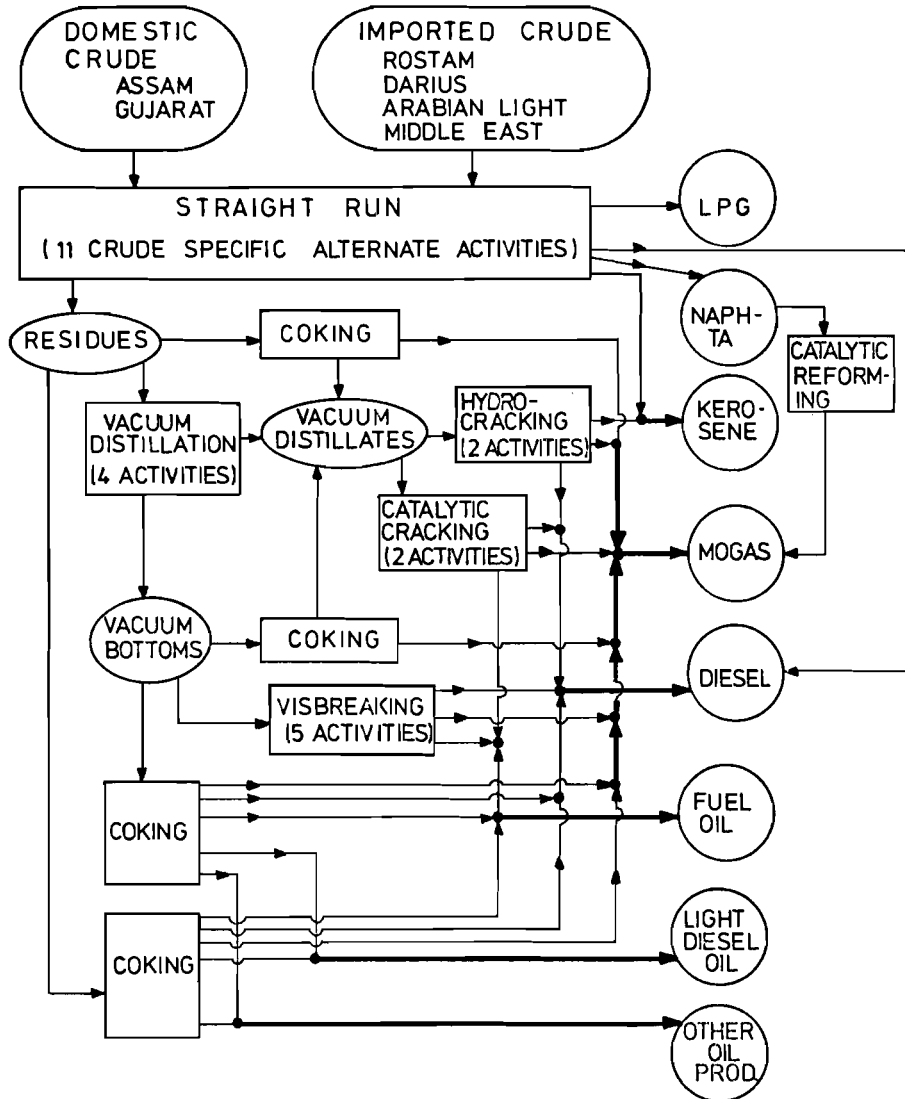 DOMESTIC
CRUDE
ASSAM
GUJARAT
IMPORTED CRUDE
ROSTAM
DARIUS
ARABIAN LIGHT
MIDDLE EAST
STRAIGHT RUN
(11 CRUDE SPECIFIC ALTERNATE ACTIVITIES)
LPG
RESIDUES
COKING
NAPH-
TA
CATALYTIC
REFORM-
ING
VACUUM
DISTILLATION
(4 ACTIVITIES)
VACUUM
DISTILLATES
HYDRO-
CRACKING
(2 ACTIVITIES)
KERO-
SENE
CATALYTIC
CRACKING
(2 ACTIVITIES)
MOGAS
VACUUM
BOTTOMS
COKING
DIESEL
VISBREAKING
(5 ACTIVITIES)
COKING
FUEL
OIL
COKING
LIGHT
DIESEL
OIL
OTHER
OIL
PROD.